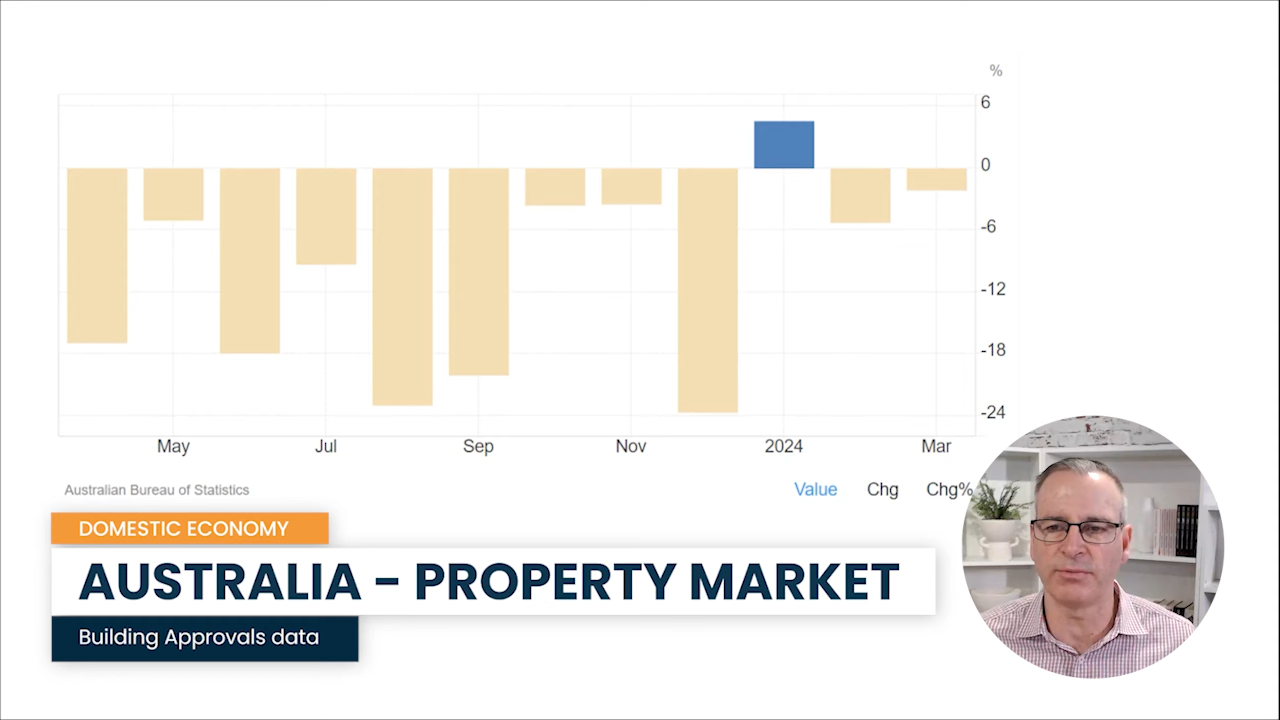 %
6
0
-6
-12
-18
-24
May Jul Sep Nov 2024 Mar
Australian Bureau of Statistics Value Chg Chg%
DOMESTIC ECONOMY
AUSTRALIA - PROPERTY MARKET
Building Approvals data